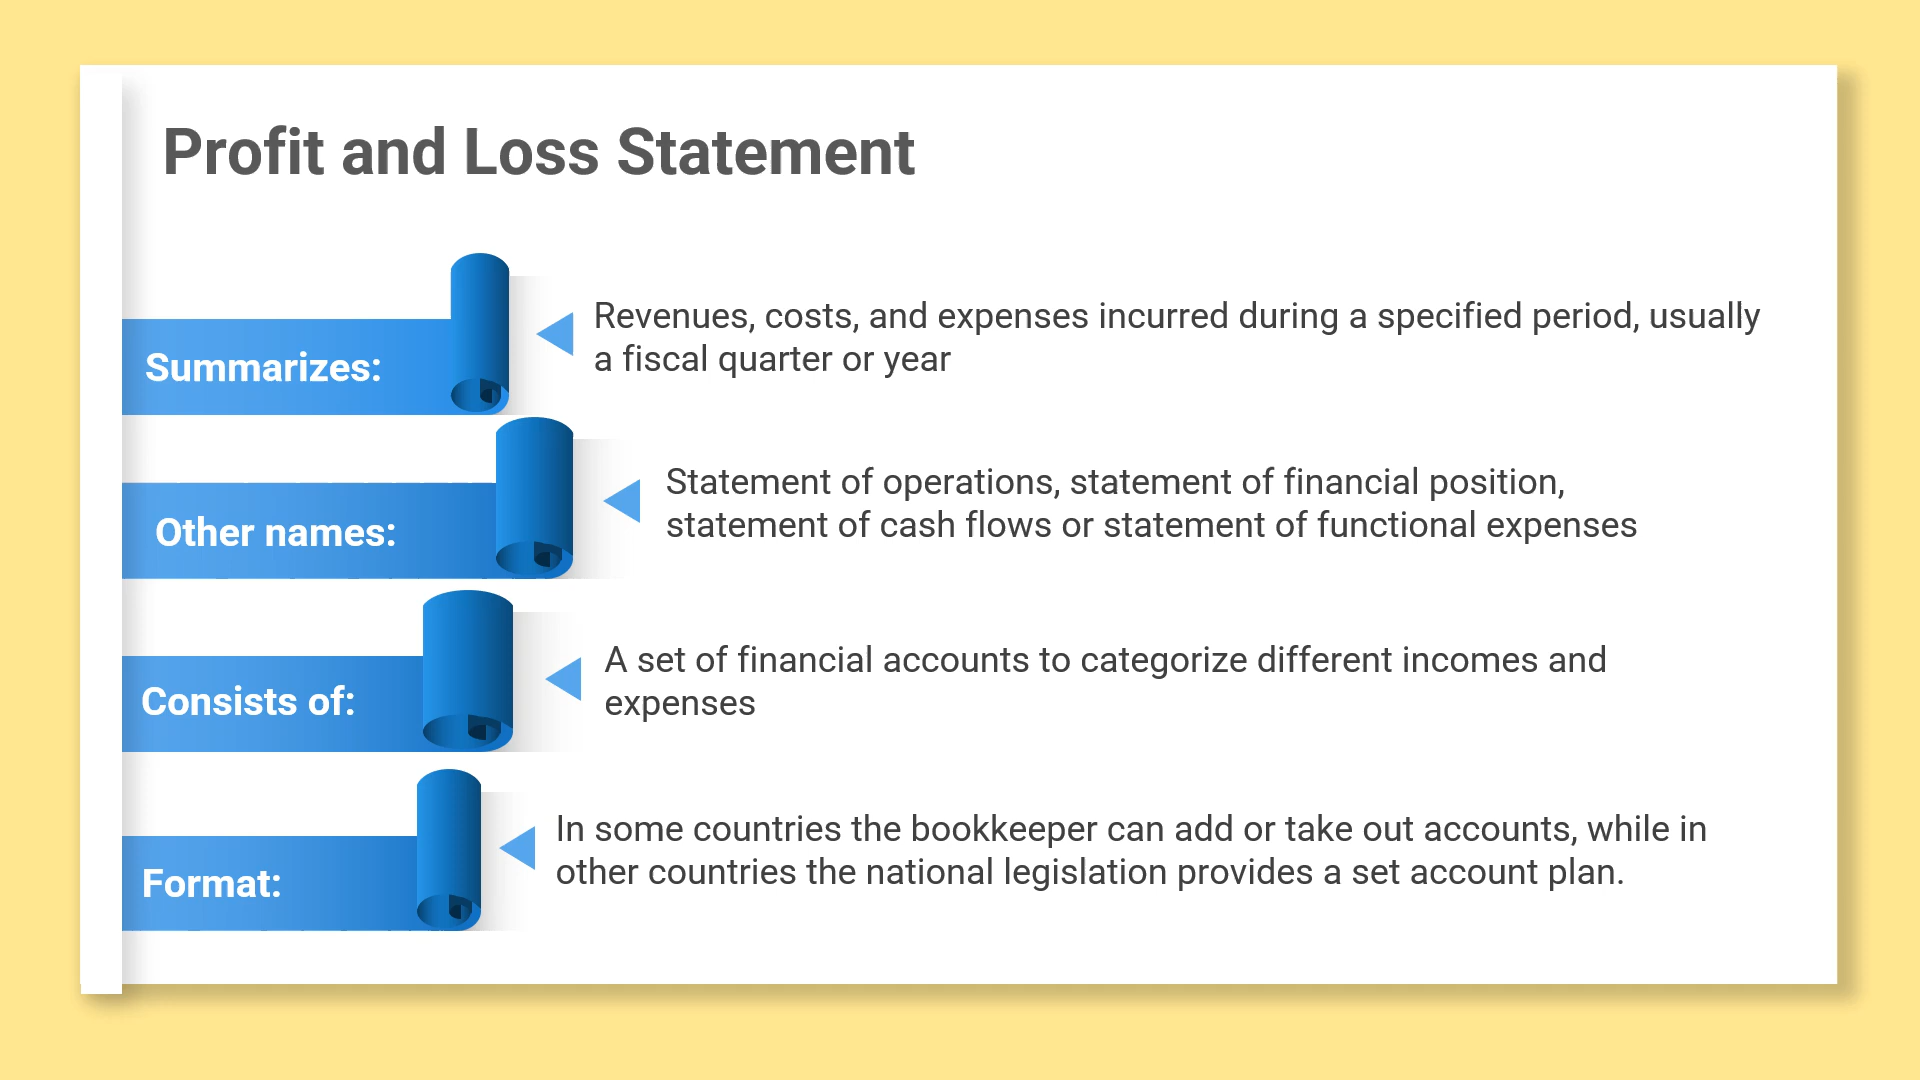 Profit and Loss Statement
Summarizes:
Revenues, costs, and expenses incurred during a specified period, usually
a fiscal quarter or year
Other names:
Statement of operations, statement of financial position,
statement of cash flows or statement of functional expenses
Consists of:
A set of financial accounts to categorize different incomes and
expenses
Format:
In some countries the bookkeeper can add or take out accounts, while in
other countries the national legislation provides a set account plan.